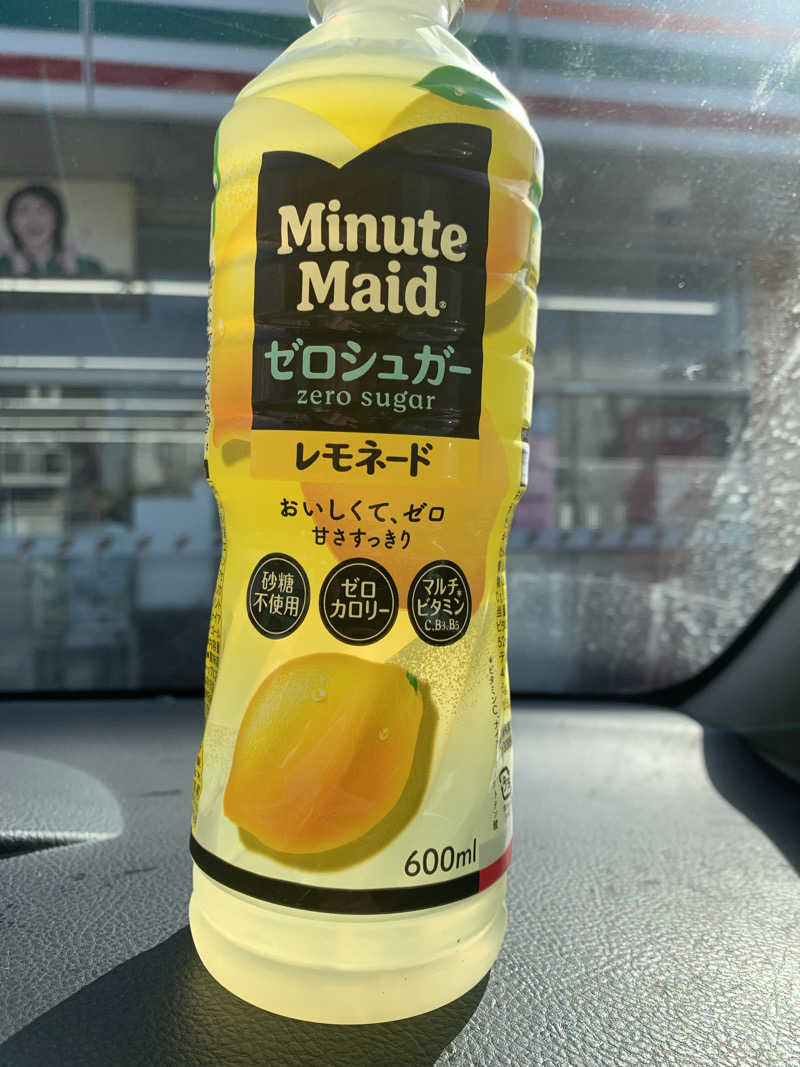 Minute
Maid®
ゼロシュガー
zero sugar
レモネード
おいしくて、ゼロ
甘さすっきり
砂糖
不使用
ゼロ
カロリー
マルチ*
ビタミン
C、B3、B5
600ml